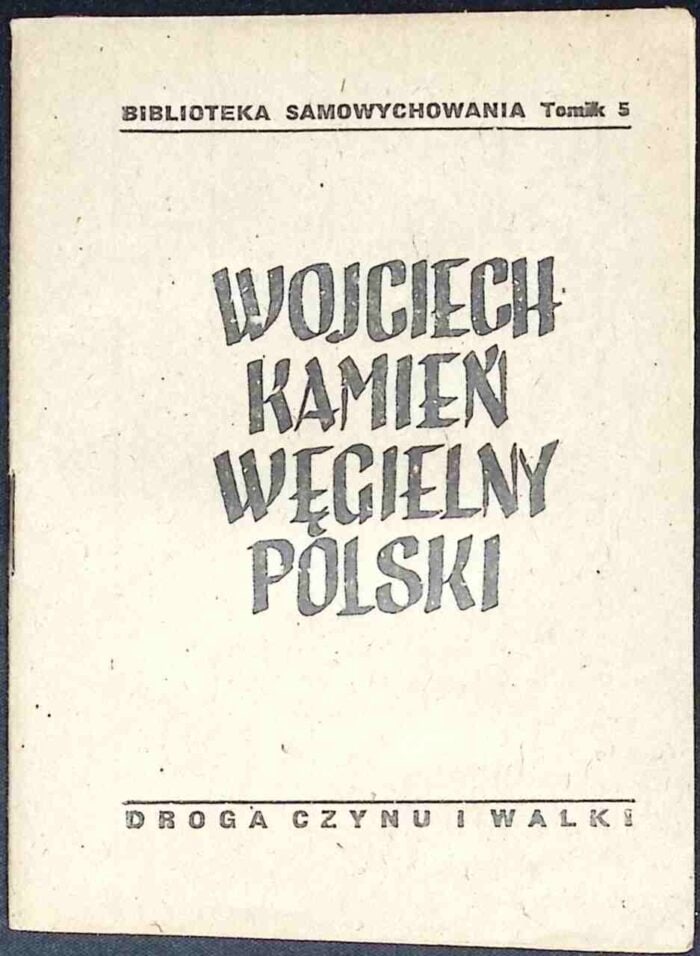 BIBLIOTEKA SAMOWYCHOWANIA Tomik 5
WOJCIECH
KAMIEŃ
WĘGIELNY
POLSKI
DROGA CZYNU I WALKI